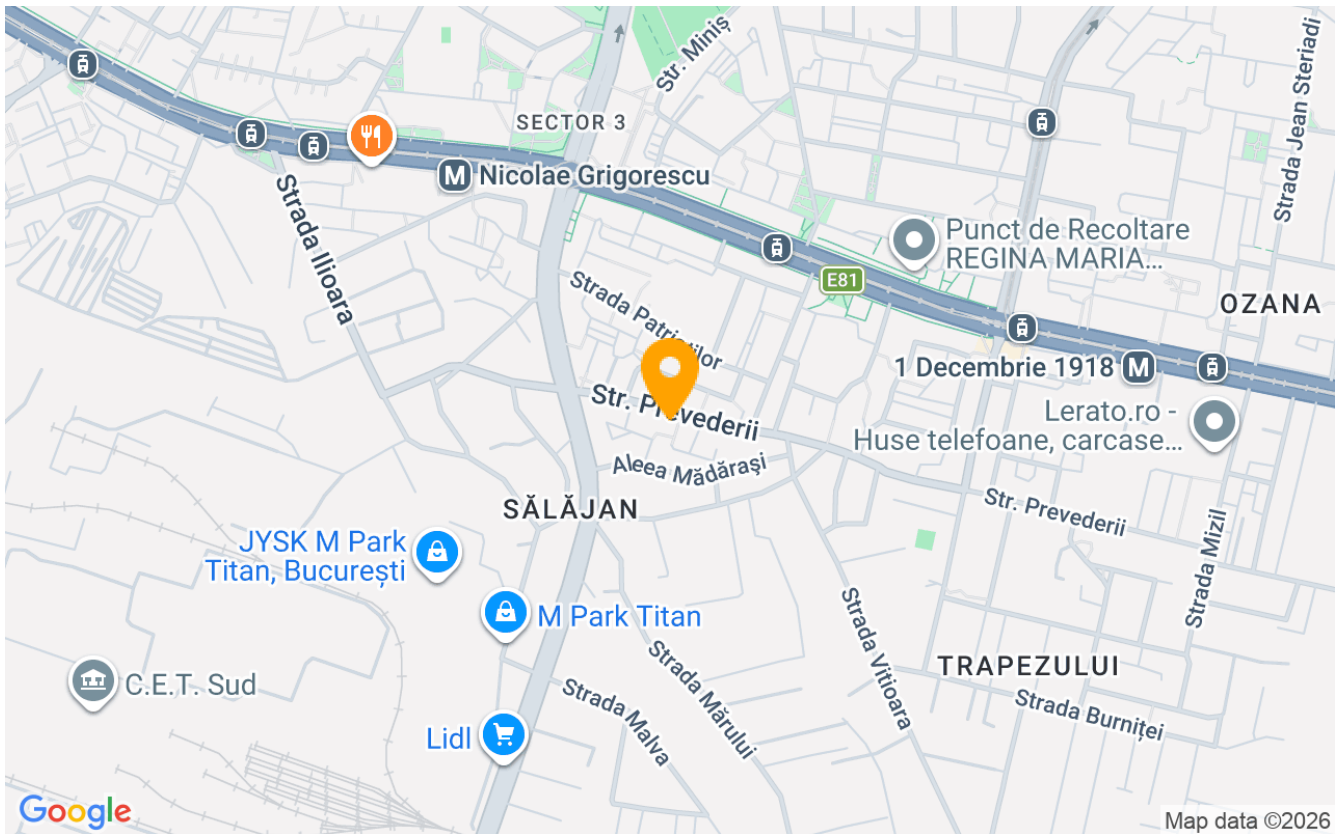 Str. Miniș
Strada Jean Steriadi
SECTOR 3
M Nicolae Grigorescu
Strada Ilioara
Punct de Recoltare
REGINA MARIA...
E81
OZANA
Strada Patrioților
1 Decembrie 1918 M
Str. Prevederii
Lerato.ro -
Huse telefoane, carcase...
Aleea Mădărași
SĂLĂJAN
Str. Prevederii
Strada Mizil
JYSK M Park
Titan, București
M Park Titan
Strada Vitioara
TRAPEZULUI
C.E.T. Sud
Strada Mărului
Strada Malva
Strada Burniței
Lidl
Google
Map data ©2026